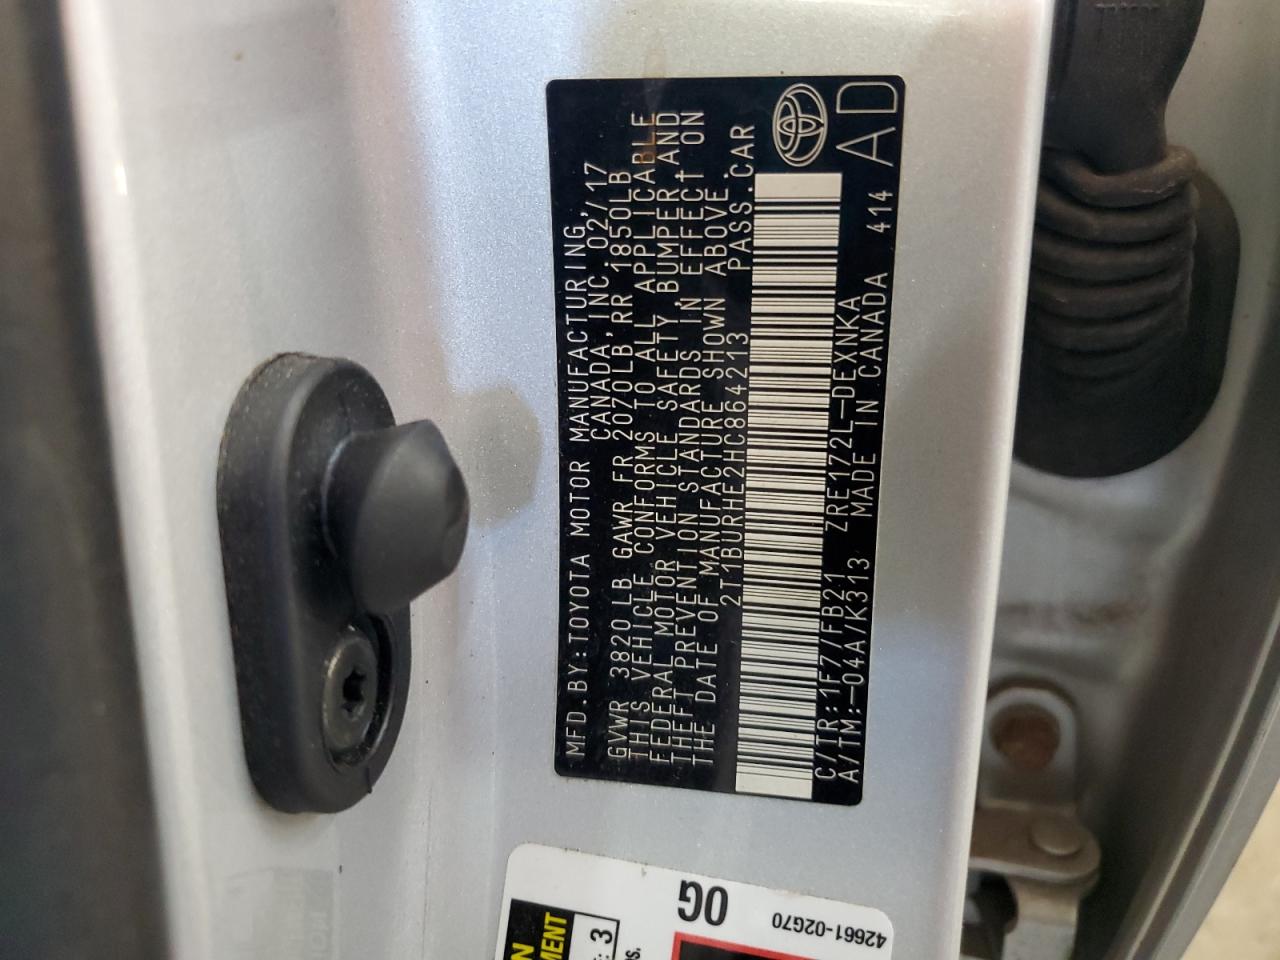 MFD. BY: TOYOTA MOTOR MANUFACTURING,
CANADA, INC. 02/17
GVWR 3820 LB GAWR FR 2070LB, RR 1850LB
THIS VEHICLE CONFORMS TO ALL APPLICABLE
FEDERAL MOTOR VEHICLE SAFETY, BUMPER, AND
THEFT PREVENTION STANDARDS IN EFFECT ON
THE DATE OF MANUFACTURE SHOWN ABOVE.
2T1BURHE2HC864213 PASS. CAR
C/TR: 1F7/FB21 ZRE172L-DEXNKA 414
A/TM: -04A/K313 MADE IN CANADA
AD
0G
42661-02G70
3